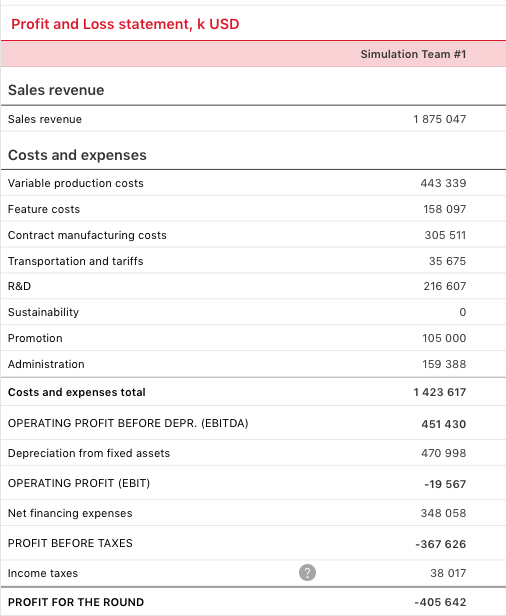 Profit and Loss statement, k USD
Simulation Team #1
Sales revenue
Sales revenue 1 875 047
Costs and expenses
Variable production costs 443 339
Feature costs 158 097
Contract manufacturing costs 305 511
Transportation and tariffs 35 675
R&D 216 607
Sustainability 0
Promotion 105 000
Administration 159 388
Costs and expenses total 1 423 617
OPERATING PROFIT BEFORE DEPR. (EBITDA) 451 430
Depreciation from fixed assets 470 998
OPERATING PROFIT (EBIT) -19 567
Net financing expenses 348 058
PROFIT BEFORE TAXES -367 626
Income taxes ? 38 017
PROFIT FOR THE ROUND -405 642